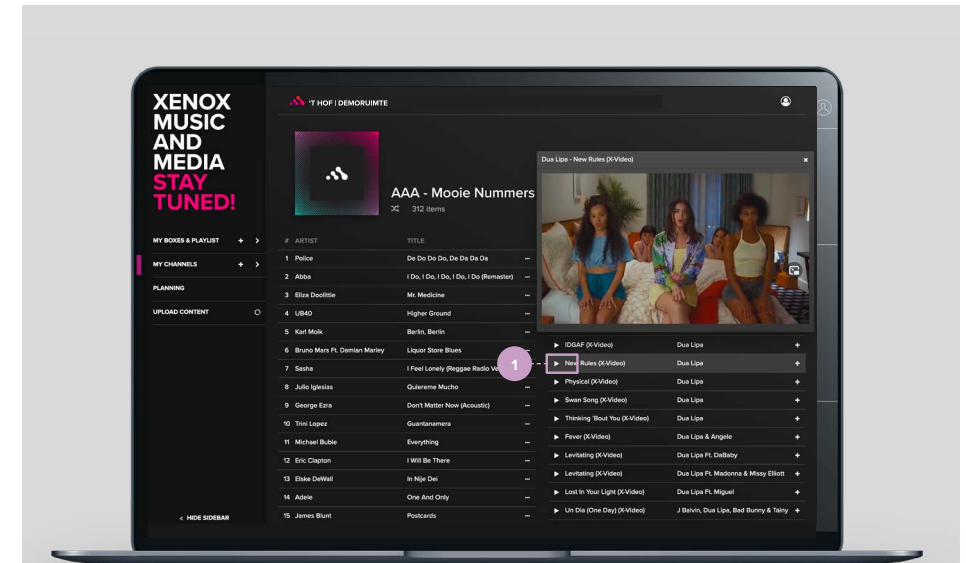 XENOX
MUSIC
AND
MEDIA
STAY
TUNED!
MY BOXES & PLAYLIST + >
MY CHANNELS + >
PLANNING
UPLOAD CONTENT
« HIDE SIDEBAR
'T HOF | DEMORUIMTE
AAA - Mooie Nummers
312 items
# ARTIST TITLE
1 Police De Do Do Do, De Da Da Da
2 Abba I Do, I Do, I Do, I Do, I Do (Remaster)
3 Eliza Doolittle Mr. Medicine
4 UB40 Higher Ground
5 Karl Moik Berlin, Berlin
6 Bruno Mars Ft. Damian Marley Liquor Store Blues
7 Sasha I Feel Lonely (Reggae Radio
8 Julio Iglesias Quiereme Mucho
9 George Ezra Don't Matter Now (Acoustic)
10 Trini Lopez Guantanamera
11 Michael Buble Everything
12 Eric Clapton I Will Be There
13 Elske DeWall In Nije Dei
14 Adele One And Only
15 James Blunt Postcards
Dua Lipa - New Rules (X-Video) ×
IDGAF (X-Video) Dua Lipa +
1
New Rules (X-Video) Dua Lipa +
Physical (X-Video) Dua Lipa +
Swan Song (X-Video) Dua Lipa +
Thinking 'Bout You (X-Video) Dua Lipa +
Fever (X-Video) Dua Lipa & Angele +
Levitating (X-Video) Dua Lipa Ft. DaBaby +
Levitating (X-Video) Dua Lipa Ft. Madonna & Missy Elliott +
Lost In Your Light (X-Video) Dua Lipa Ft. Miguel +
Un Dia (One Day) (X-Video) J Balvin, Dua Lipa, Bad Bunny & Tainy +